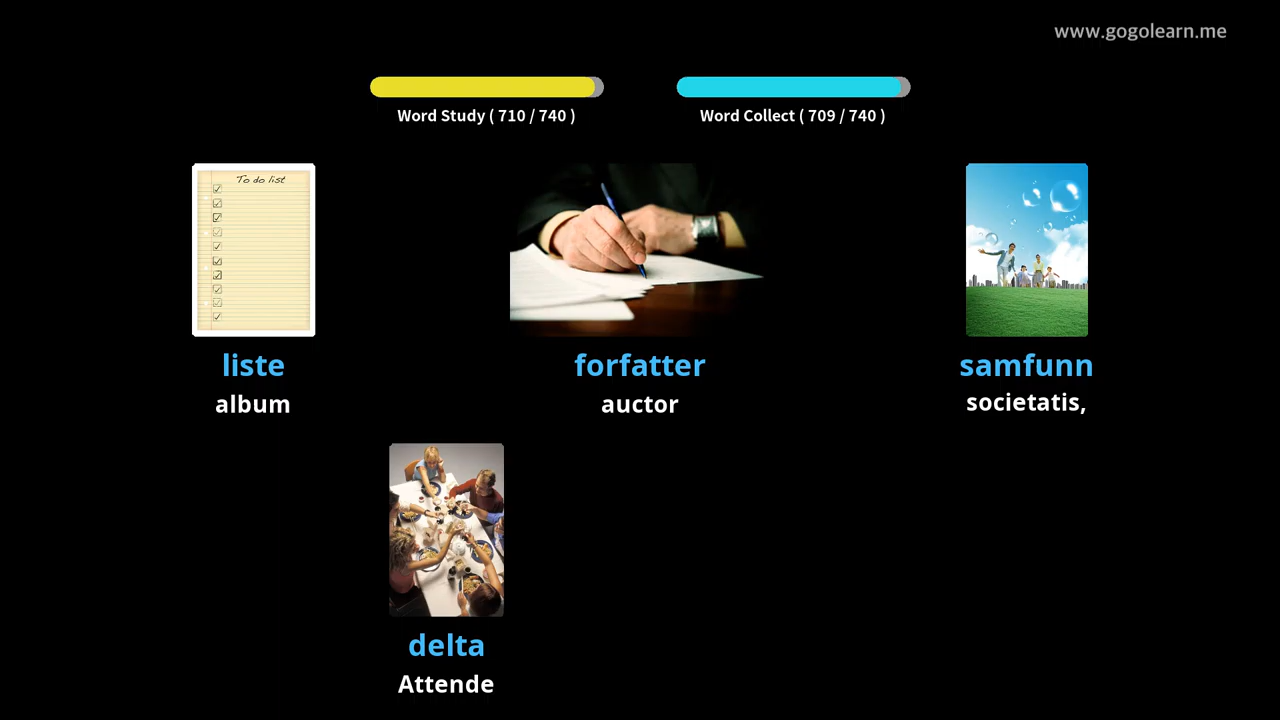 www.gogolearn.me
Word Study ( 710 / 740 )
Word Collect ( 709 / 740 )
To do list
liste
forfatter
samfunn
album
auctor
societatis,
delta
Attende